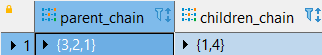 parent_chain children_chain
1 {3,2,1} {1,4}